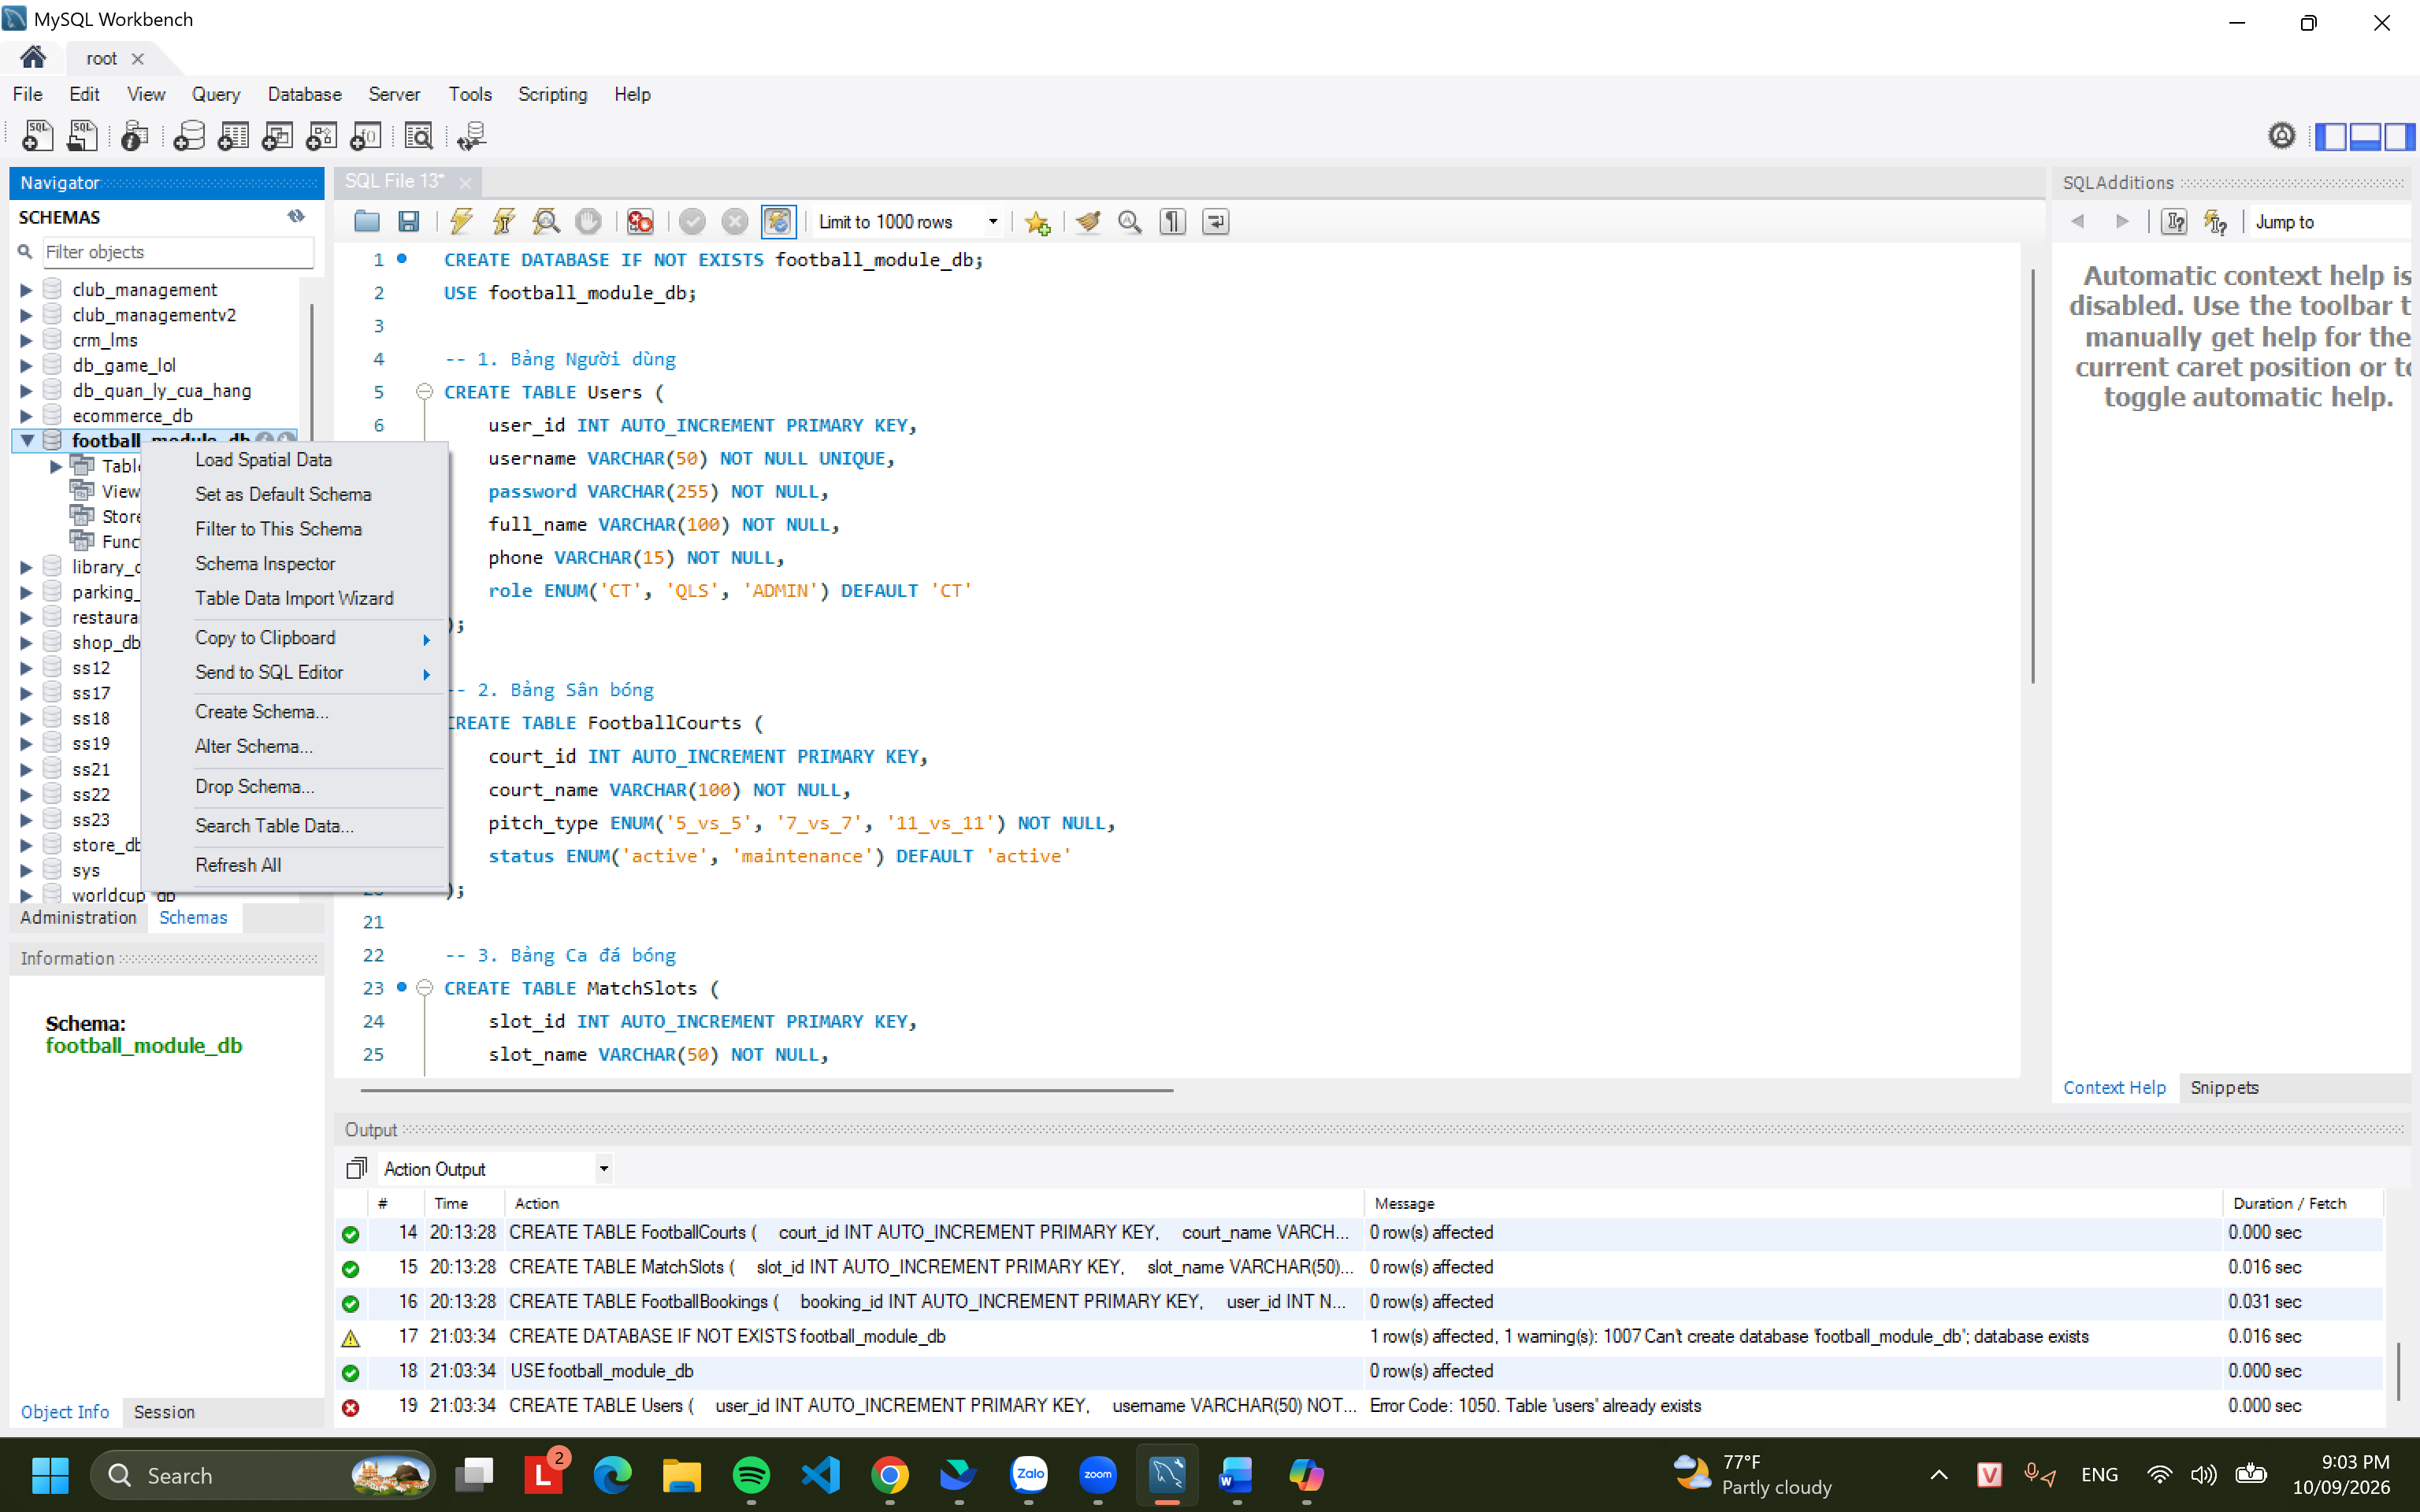 MySQL Workbench
root
File Edit View Query Database Server Tools Scripting Help
Navigator
SCHEMAS
Filter objects
club_management
club_managementv2
crm_lms
db_game_lol
db_quan_ly_cua_hang
ecommerce_db
football_module_db
Table
View
Store
Func
library_
parking_
restaura
shop_db
ss12
ss17
ss18
ss19
ss21
ss22
ss23
store_db
sys
worldcup_db
Load Spatial Data
Set as Default Schema
Filter to This Schema
Schema Inspector
Table Data Import Wizard
Copy to Clipboard
Send to SQL Editor
Create Schema...
Alter Schema...
Drop Schema...
Search Table Data...
Refresh All
Administration Schemas
Information
Schema:
football_module_db
Object Info Session
SQL File 13*
Limit to 1000 rows
1 CREATE DATABASE IF NOT EXISTS football_module_db;
2 USE football_module_db;
3
4 -- 1. Bảng Người dùng
5 CREATE TABLE Users (
6 user_id INT AUTO_INCREMENT PRIMARY KEY,
username VARCHAR(50) NOT NULL UNIQUE,
password VARCHAR(255) NOT NULL,
full_name VARCHAR(100) NOT NULL,
phone VARCHAR(15) NOT NULL,
role ENUM('CT', 'QLS', 'ADMIN') DEFAULT 'CT'
);
-- 2. Bảng Sân bóng
CREATE TABLE FootballCourts (
court_id INT AUTO_INCREMENT PRIMARY KEY,
court_name VARCHAR(100) NOT NULL,
pitch_type ENUM('5_vs_5', '7_vs_7', '11_vs_11') NOT NULL,
status ENUM('active', 'maintenance') DEFAULT 'active'
);
21
22 -- 3. Bảng Ca đá bóng
23 CREATE TABLE MatchSlots (
24 slot_id INT AUTO_INCREMENT PRIMARY KEY,
25 slot_name VARCHAR(50) NOT NULL,
SQLAdditions
Jump to
Automatic context help is
disabled. Use the toolbar t
manually get help for the
current caret position or to
toggle automatic help.
Context Help Snippets
Output
Action Output
# Time Action Message Duration / Fetch
14 20:13:28 CREATE TABLE FootballCourts ( court_id INT AUTO_INCREMENT PRIMARY KEY, court_name VARCH... 0 row(s) affected 0.000 sec
15 20:13:28 CREATE TABLE MatchSlots ( slot_id INT AUTO_INCREMENT PRIMARY KEY, slot_name VARCHAR(50)... 0 row(s) affected 0.016 sec
16 20:13:28 CREATE TABLE FootballBookings ( booking_id INT AUTO_INCREMENT PRIMARY KEY, user_id INT N... 0 row(s) affected 0.031 sec
17 21:03:34 CREATE DATABASE IF NOT EXISTS football_module_db 1 row(s) affected, 1 warning(s): 1007 Can't create database 'football_module_db'; database exists 0.016 sec
18 21:03:34 USE football_module_db 0 row(s) affected 0.000 sec
19 21:03:34 CREATE TABLE Users ( user_id INT AUTO_INCREMENT PRIMARY KEY, username VARCHAR(50) NOT... Error Code: 1050. Table 'users' already exists 0.000 sec
Search
2
Zalo
zoom
77°F
Partly cloudy
ENG
9:03 PM
10/09/2026